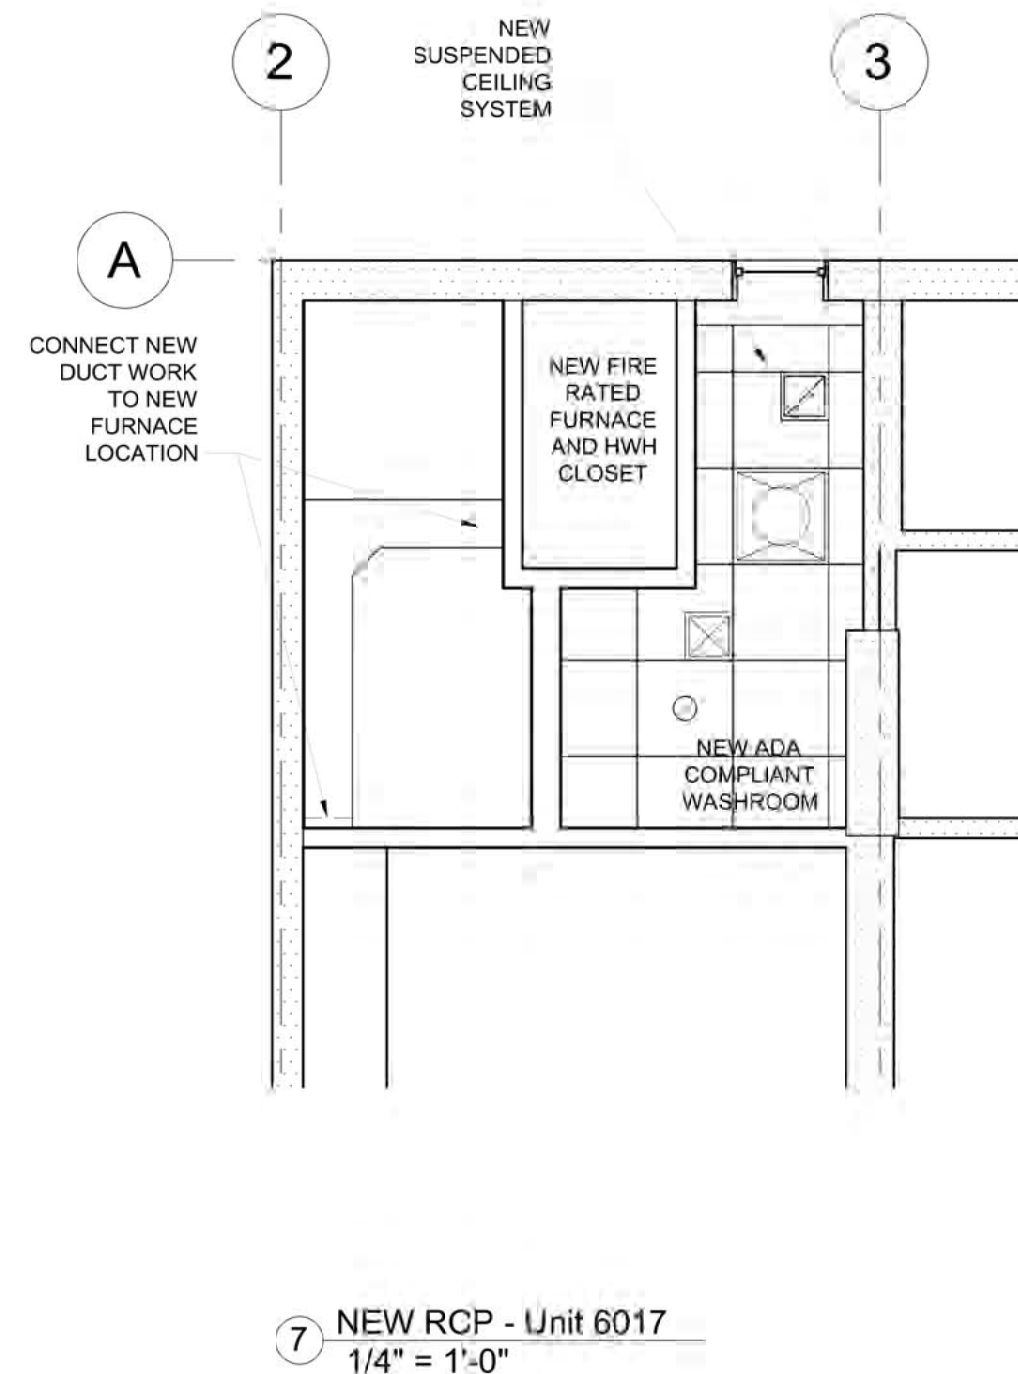 2
NEW
SUSPENDED
CEILING
SYSTEM
3
A
CONNECT NEW
DUCT WORK
TO NEW
FURNACE
LOCATION
NEW FIRE
RATED
FURNACE
AND HWH
CLOSET
NEW ADA
COMPLIANT
WASHROOM
7
NEW RCP - Unit 6017
1/4" = 1'-0"